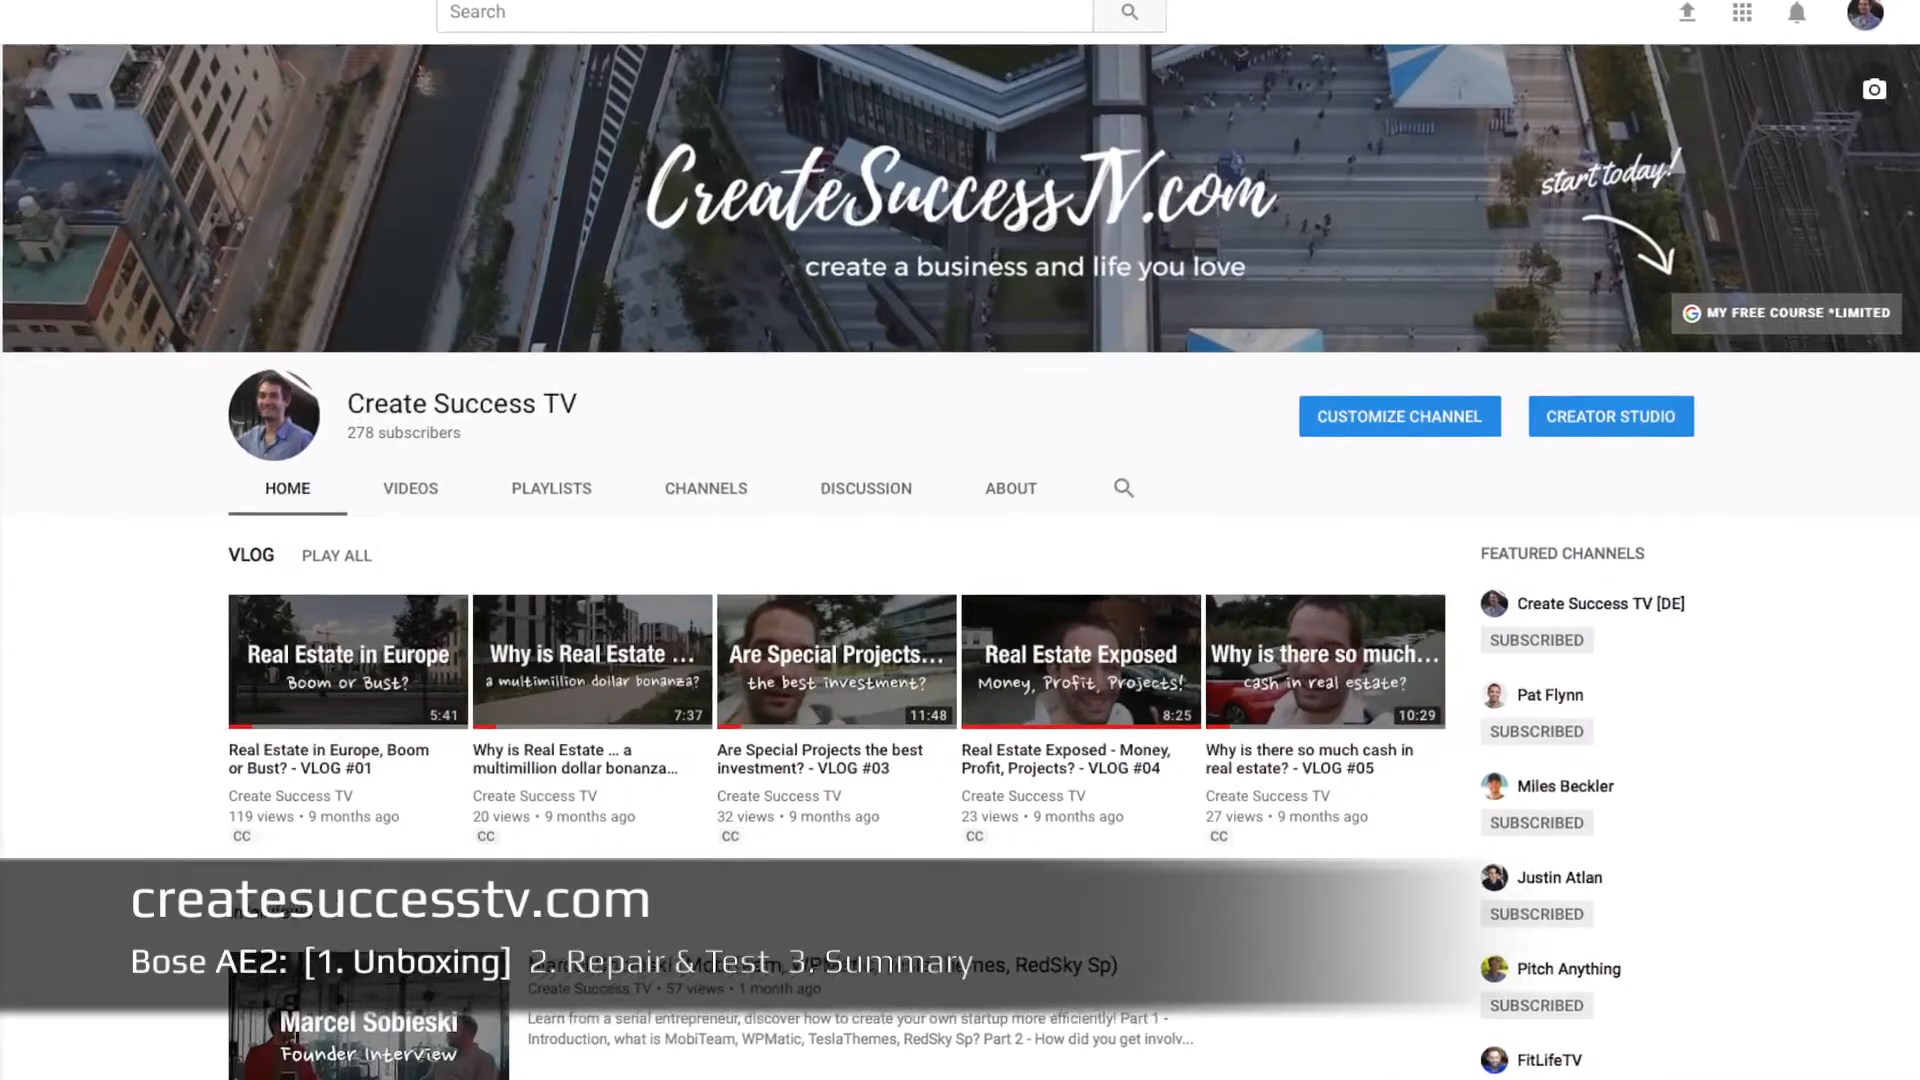 Search
CreateSuccessTV.com
create a business and life you love
start today!
MY FREE COURSE *LIMITED
Create Success TV
278 subscribers
CUSTOMIZE CHANNEL
CREATOR STUDIO
HOME
VIDEOS
PLAYLISTS
CHANNELS
DISCUSSION
ABOUT
VLOG
PLAY ALL
Real Estate in Europe
Boom or Bust?
5:41
Real Estate in Europe, Boom
or Bust? - VLOG #01
Create Success TV
119 views • 9 months ago
CC
Why is Real Estate ...
a multimillion dollar bonanza?
7:37
Why is Real Estate ... a
multimillion dollar bonanza...
Create Success TV
20 views • 9 months ago
CC
Are Special Projects...
the best investment?
11:48
Are Special Projects the best
investment? - VLOG #03
Create Success TV
32 views • 9 months ago
CC
Real Estate Exposed
Money, Profit, Projects!
8:25
Real Estate Exposed - Money,
Profit, Projects? - VLOG #04
Create Success TV
23 views • 9 months ago
CC
Why is there so much...
cash in real estate?
10:29
Why is there so much cash in
real estate? - VLOG #05
Create Success TV
27 views • 9 months ago
CC
FEATURED CHANNELS
Create Success TV [DE]
SUBSCRIBED
Pat Flynn
SUBSCRIBED
Miles Beckler
SUBSCRIBED
Justin Atlan
SUBSCRIBED
Pitch Anything
SUBSCRIBED
FitLifeTV
createsuccesstv.com
Bose AE2: [1. Unboxing] 2. Repair & Test 3. Summary
RedSky Sp)
Create Success TV • 57 views • 1 month ago
Learn from a serial entrepreneur, discover how to create your own startup more efficiently! Part 1 -
Introduction, what is MobiTeam, WPMatic, TeslaThemes, RedSky Sp? Part 2 - How did you get involv...
Marcel Sobieski
Founder Interview